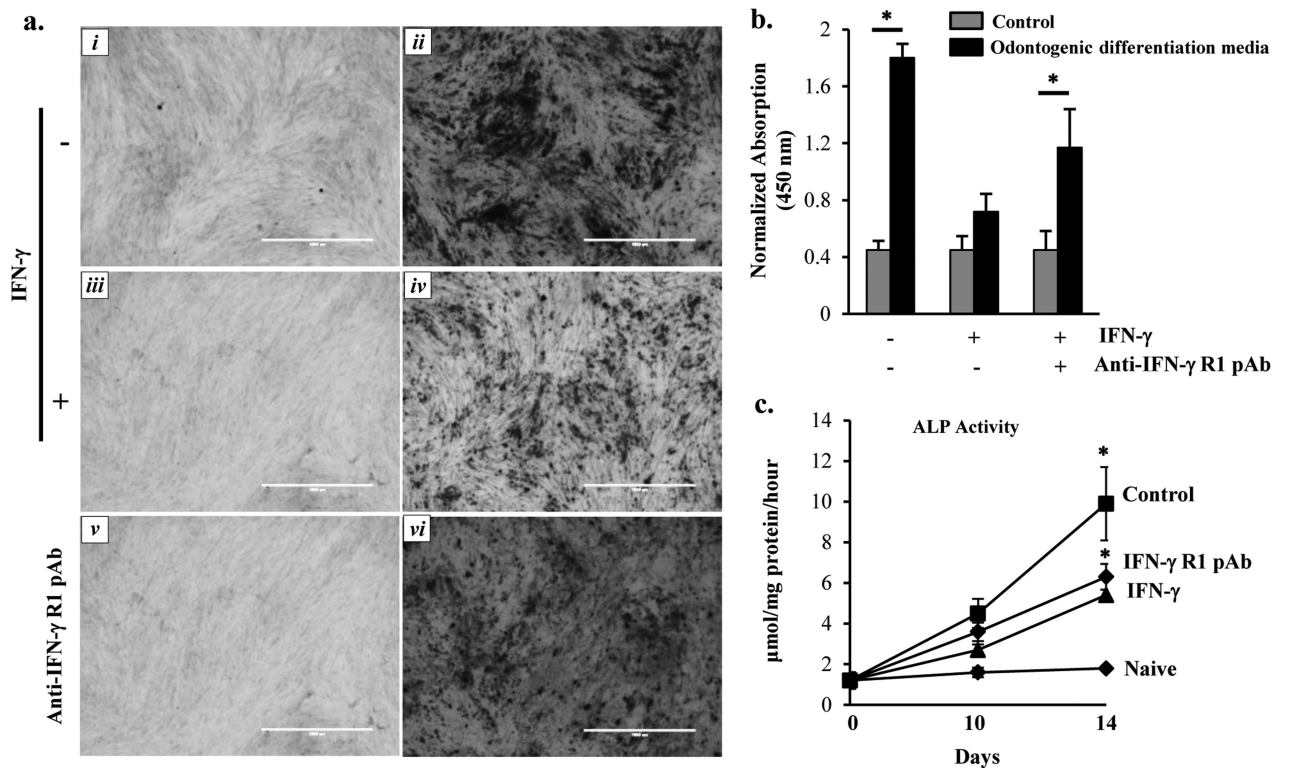 a.
i
ii
iii
iv
v
vi
IFN-γ
-
+
Anti-IFN-γ R1 pAb
b.
Control
Odontogenic differentiation media
Normalized Absorption
(450 nm)
2
1.6
1.2
0.8
0.4
0
*
*
- + + IFN-γ
- - + Anti-IFN-γ R1 pAb
c.
ALP Activity
μmol/mg protein/hour
14
12
10
8
6
4
2
0
*
Control
*
IFN-γ R1 pAb
IFN-γ
Naive
0 10 14
Days